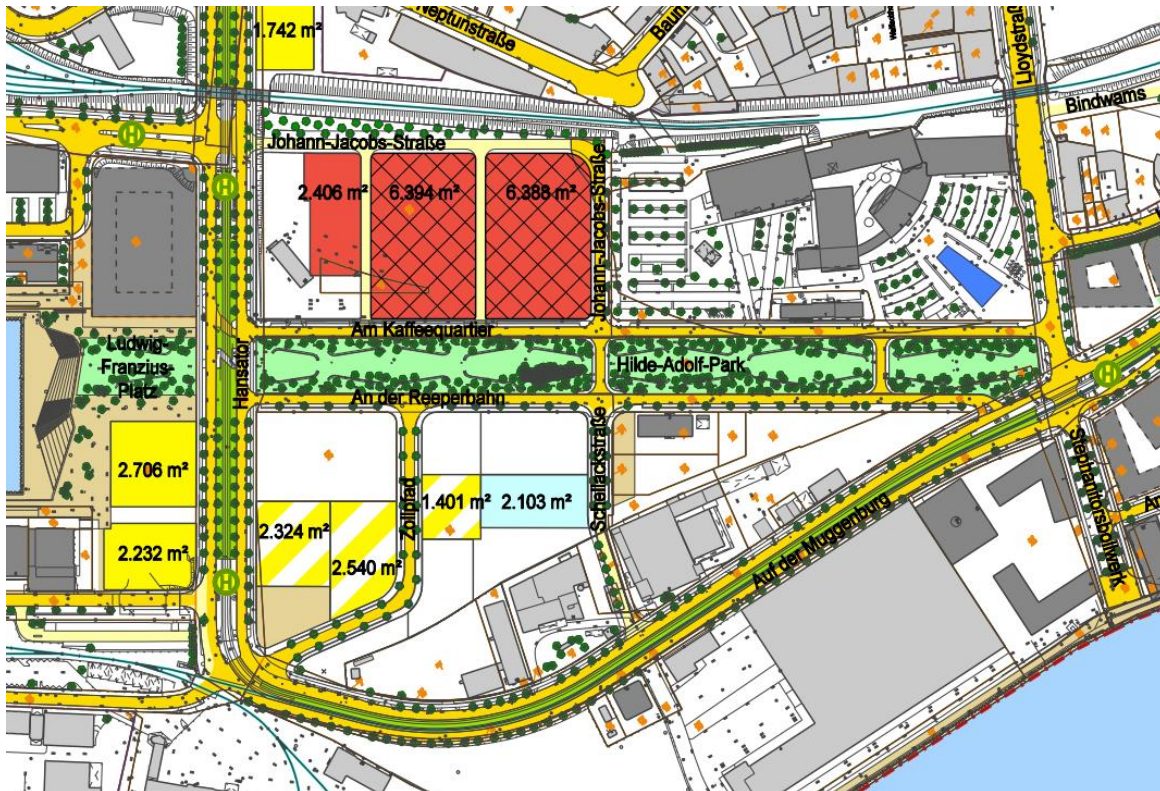 Neptunstraße
Lloydstraße
1.742 m²
Bindwams
H
Johann-Jacobs-Straße
H
2.406 m²
6.394 m²
6.388 m²
Johann-Jacobs-Straße
Am Kaffeequartier
Ludwig-
Franzius-
Platz
Hansator
Hilde-Adolf-Park
H
An der Reeperbahn
2.706 m²
Zollpfad
1.401 m²
2.103 m²
Schellackstraße
Stephanitorsbollwerk
2.324 m²
2.232 m²
2.540 m²
H
Auf der Muggenburg